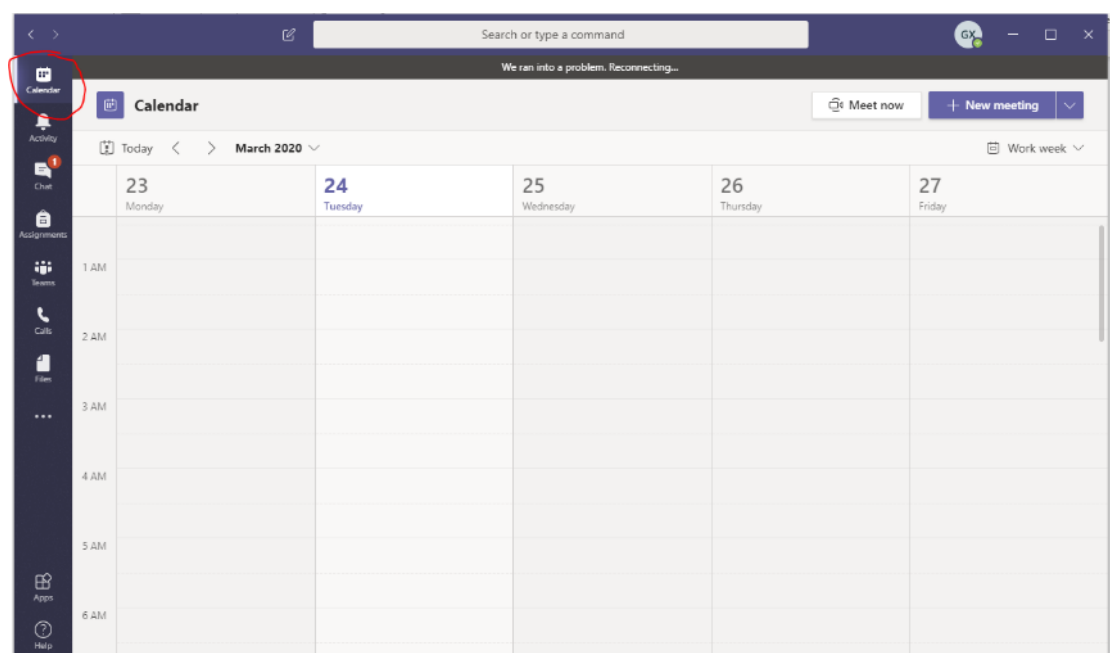 Search or type a command
GX
We ran into a problem. Reconnecting...
Calendar
Activity
1
Chat
Assignments
Teams
Calls
Files
Apps
Help
Calendar
Meet now
New meeting
Today
March 2020
Work week
23
Monday
24
Tuesday
25
Wednesday
26
Thursday
27
Friday
1 AM
2 AM
3 AM
4 AM
5 AM
6 AM